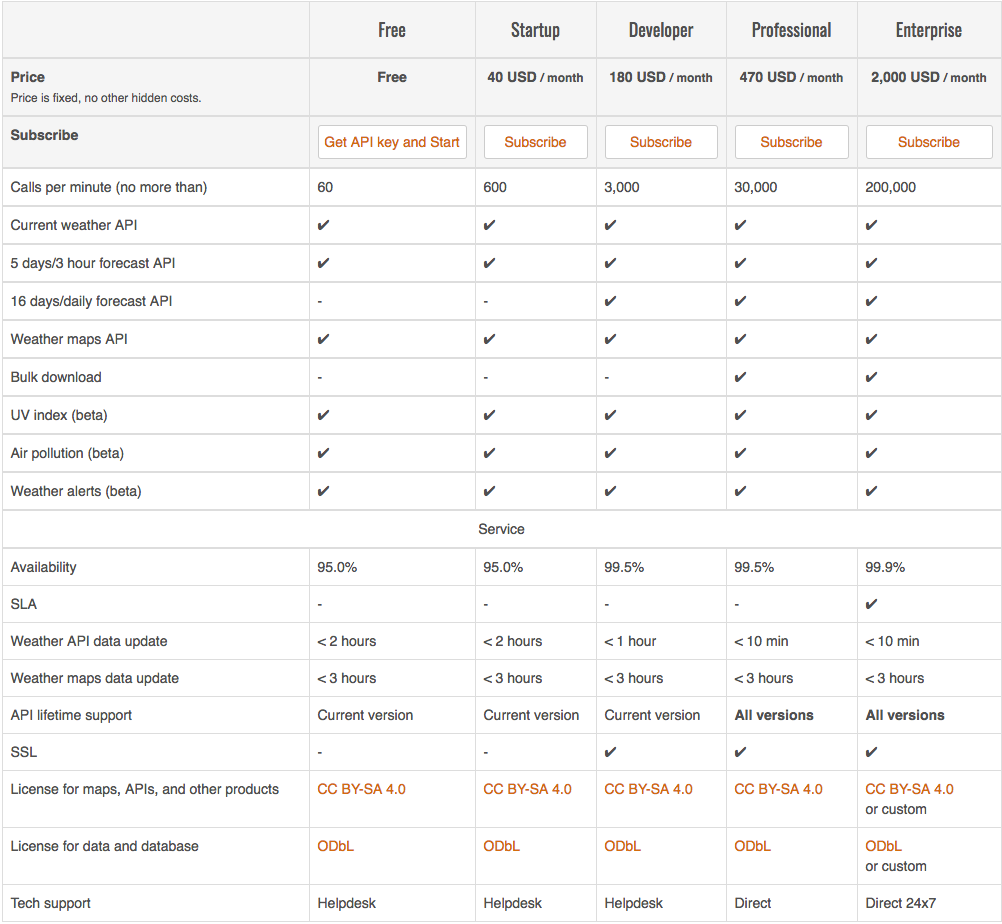 Free Startup Developer Professional Enterprise
Price Free 40 USD / month 180 USD / month 470 USD / month 2,000 USD / month
Price is fixed, no other hidden costs.
Subscribe Get API key and Start Subscribe Subscribe Subscribe Subscribe
Calls per minute (no more than) 60 600 3,000 30,000 200,000
Current weather API ✔ ✔ ✔ ✔ ✔
5 days/3 hour forecast API ✔ ✔ ✔ ✔ ✔
16 days/daily forecast API - - ✔ ✔ ✔
Weather maps API ✔ ✔ ✔ ✔ ✔
Bulk download - - - ✔ ✔
UV index (beta) ✔ ✔ ✔ ✔ ✔
Air pollution (beta) ✔ ✔ ✔ ✔ ✔
Weather alerts (beta) ✔ ✔ ✔ ✔ ✔
Service
Availability 95.0% 95.0% 99.5% 99.5% 99.9%
SLA - - - - ✔
Weather API data update < 2 hours < 2 hours < 1 hour < 10 min < 10 min
Weather maps data update < 3 hours < 3 hours < 3 hours < 3 hours < 3 hours
API lifetime support Current version Current version Current version All versions All versions
SSL - - ✔ ✔ ✔
License for maps, APIs, and other products CC BY-SA 4.0 CC BY-SA 4.0 CC BY-SA 4.0 CC BY-SA 4.0 CC BY-SA 4.0
or custom
License for data and database ODbL ODbL ODbL ODbL ODbL
or custom
Tech support Helpdesk Helpdesk Helpdesk Direct Direct 24x7